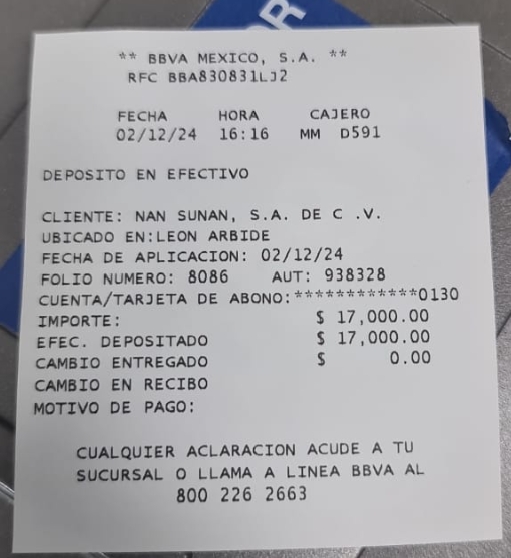 OR
** BBVA MEXICO, S.A. **
RFC BBA830831LJ2
FECHA HORA CAJERO
02/12/24 16:16 MM D591
DEPOSITO EN EFECTIVO
CLIENTE: NAN SUNAN, S.A. DE C .V.
UBICADO EN:LEON ARBIDE
FECHA DE APLICACION: 02/12/24
FOLIO NUMERO: 8086 AUT: 938328
CUENTA/TARJETA DE ABONO:************0130
IMPORTE: $ 17,000.00
EFEC. DEPOSITADO $ 17,000.00
CAMBIO ENTREGADO $ 0.00
CAMBIO EN RECIBO
MOTIVO DE PAGO:
CUALQUIER ACLARACION ACUDE A TU
SUCURSAL O LLAMA A LINEA BBVA AL
800 226 2663